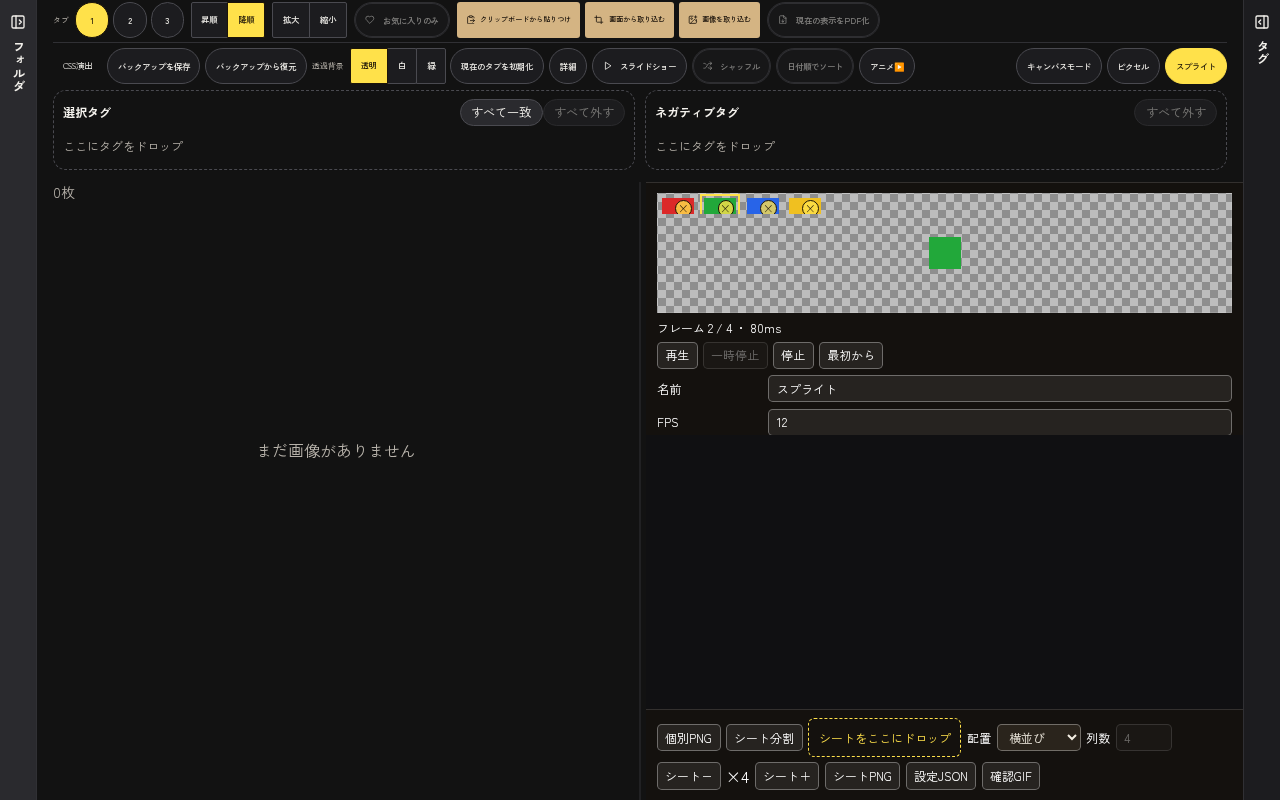 フォルダ
タブ 1 2 3 昇順 降順 拡大 縮小 お気に入りのみ クリップボードから貼りつけ 画面から取り込む 画像を取り込む 現在の表示をPDF化
タグ
CSS演出 バックアップを保存 バックアップから復元 透過背景 透明 白 緑 現在のタブを初期化 詳細 スライドショー シャッフル 日付順でソート アニメ▶️ キャンバスモード ピクセル スプライト
選択タグ すべて一致 すべて外す
ここにタグをドロップ
ネガティブタグ すべて外す
ここにタグをドロップ
0枚
まだ画像がありません
フレーム 2 / 4 ・ 80ms
再生 一時停止 停止 最初から
名前 スプライト
FPS 12
個別PNG シート分割 シートをここにドロップ 配置 横並び 列数 4
シート− ×4 シート＋ シートPNG 設定JSON 確認GIF